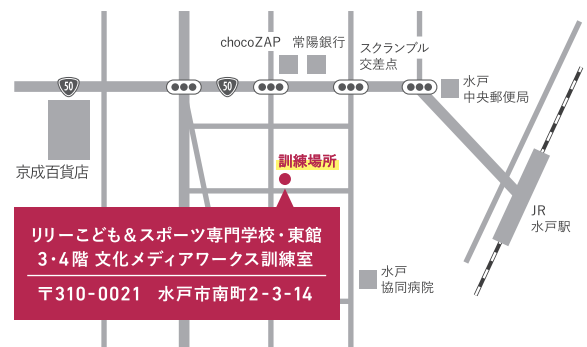 chocoZAP
常陽銀行
スクランブル
交差点
50
50
水戸
中央郵便局
京成百貨店
訓練場所
JR
水戸駅
リリーこども&スポーツ専門学校・東館
3・4階 文化メディアワークス訓練室
〒310-0021 水戸市南町2-3-14
水戸
協同病院